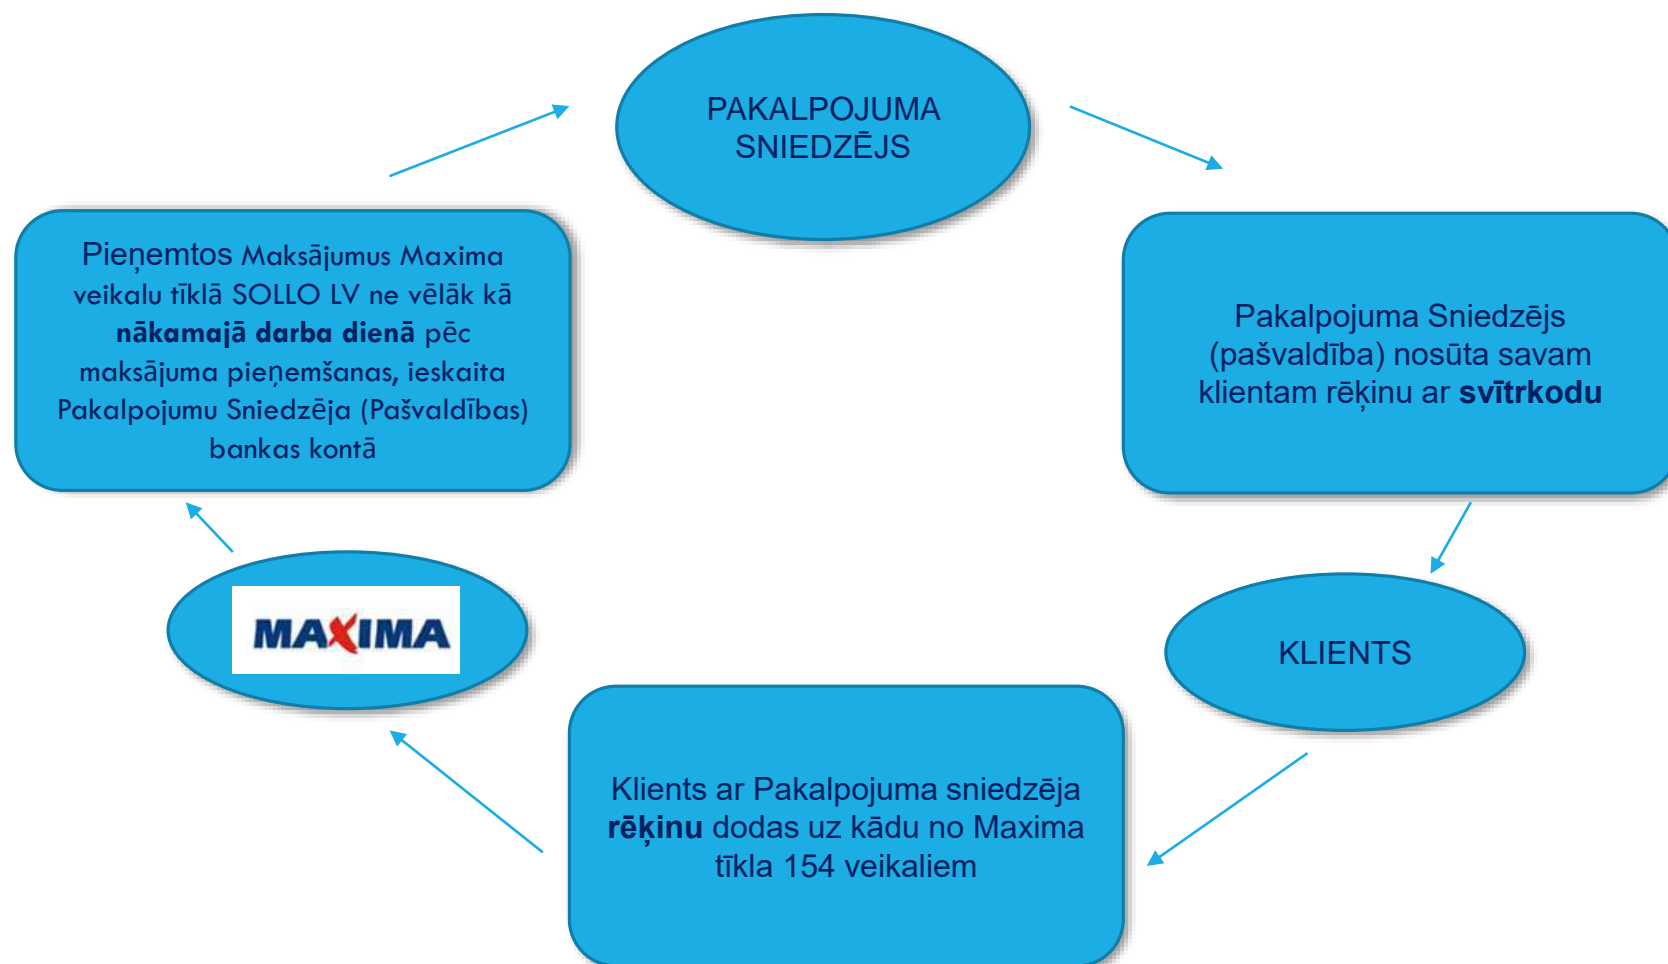 PAKALPOJUMA
SNIEDZĒJS
Pakalpojuma Sniedzējs
(pašvaldība) nosūta savam
klientam rēķinu ar svītrkodu
KLIENTS
Klients ar Pakalpojuma sniedzēja
rēķinu dodas uz kādu no Maxima
tīkla 154 veikaliem
MAXIMA
Pieņemtos Maksājumus Maxima
veikalu tīklā SOLLO LV ne vēlāk kā
nākamajā darba dienā pēc
maksājuma pieņemšanas, ieskaita
Pakalpojumu Sniedzēja (Pašvaldības)
bankas kontā